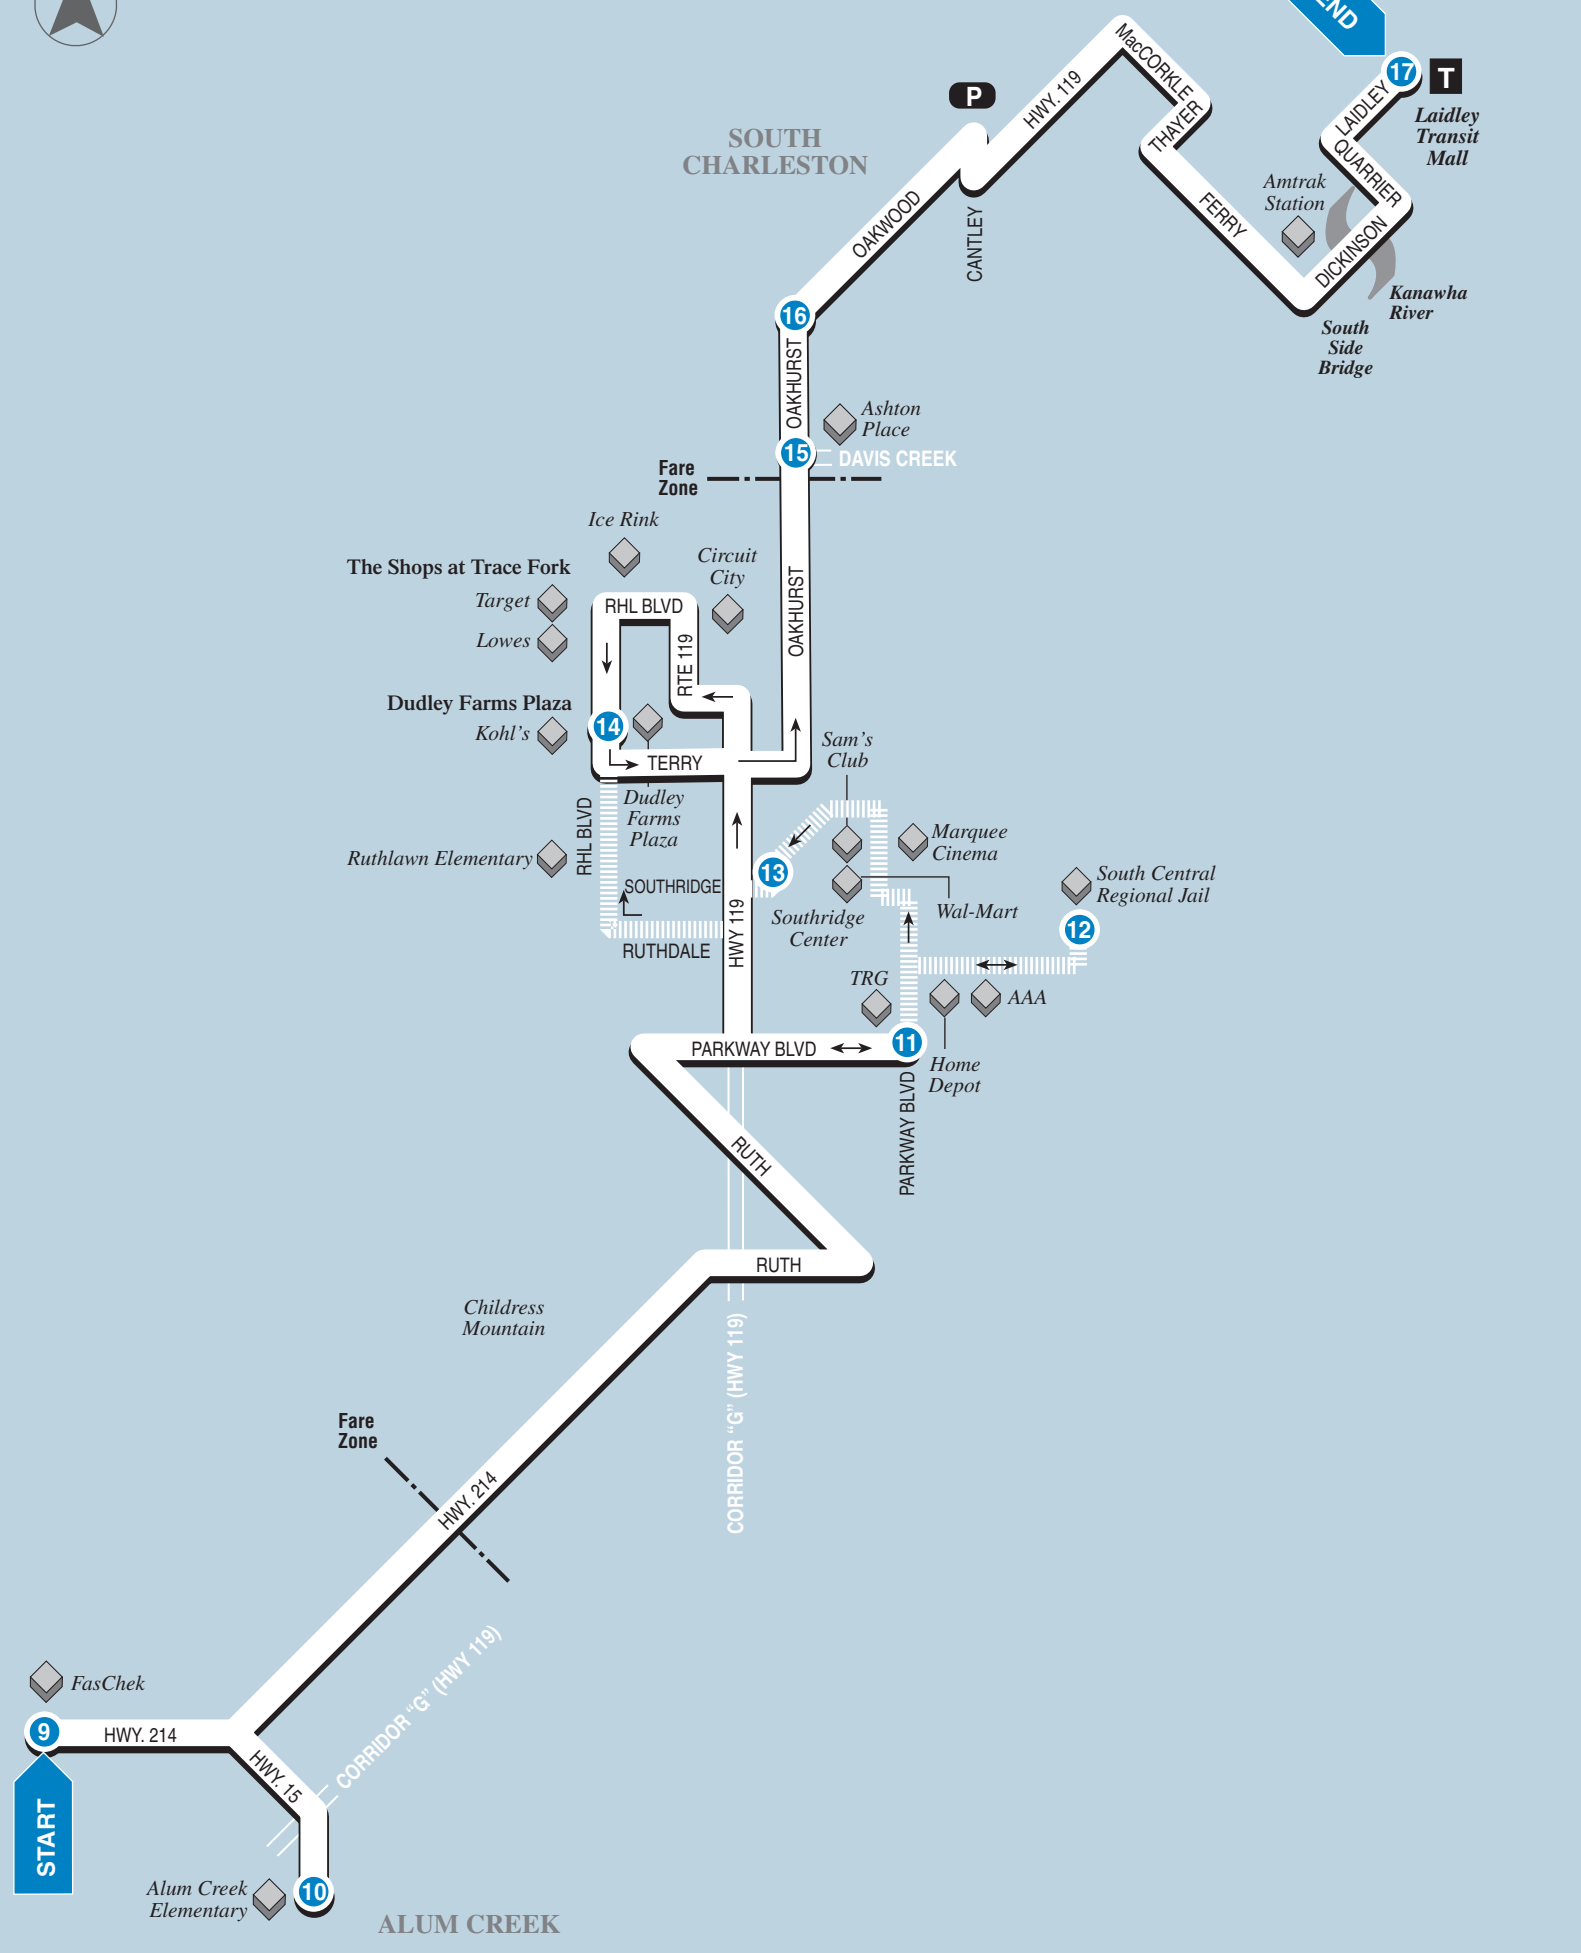 END
17
T
Laidley
Transit
Mall
LAIDLEY
QUARRIER
DICKINSON
FERRY
THAYER
MacCORKLE
HWY. 119
P
CANTLEY
OAKWOOD
SOUTH
CHARLESTON
Amtrak
Station
Kanawha
River
South
Side
Bridge
16
OAKHURST
Ashton
Place
15
DAVIS CREEK
Fare
Zone
Ice Rink
Circuit
City
The Shops at Trace Fork
Target
Lowes
RHL BLVD
RTE 119
OAKHURST
Dudley Farms Plaza
Kohl's
14
TERRY
Dudley
Farms
Plaza
Sam's
Club
RHL BLVD
Ruthlawn Elementary
SOUTHRIDGE
RUTHDALE
HWY 119
13
Southridge
Center
Marquee
Cinema
Wal-Mart
South Central
Regional Jail
12
TRG
AAA
PARKWAY BLVD
11
Home
Depot
PARKWAY BLVD
RUTH
RUTH
Childress
Mountain
CORRIDOR “G” (HWY 119)
Fare
Zone
HWY. 214
CORRIDOR “G” (HWY 119)
FasChek
9
HWY. 214
HWY. 15
START
Alum Creek
Elementary
10
ALUM CREEK